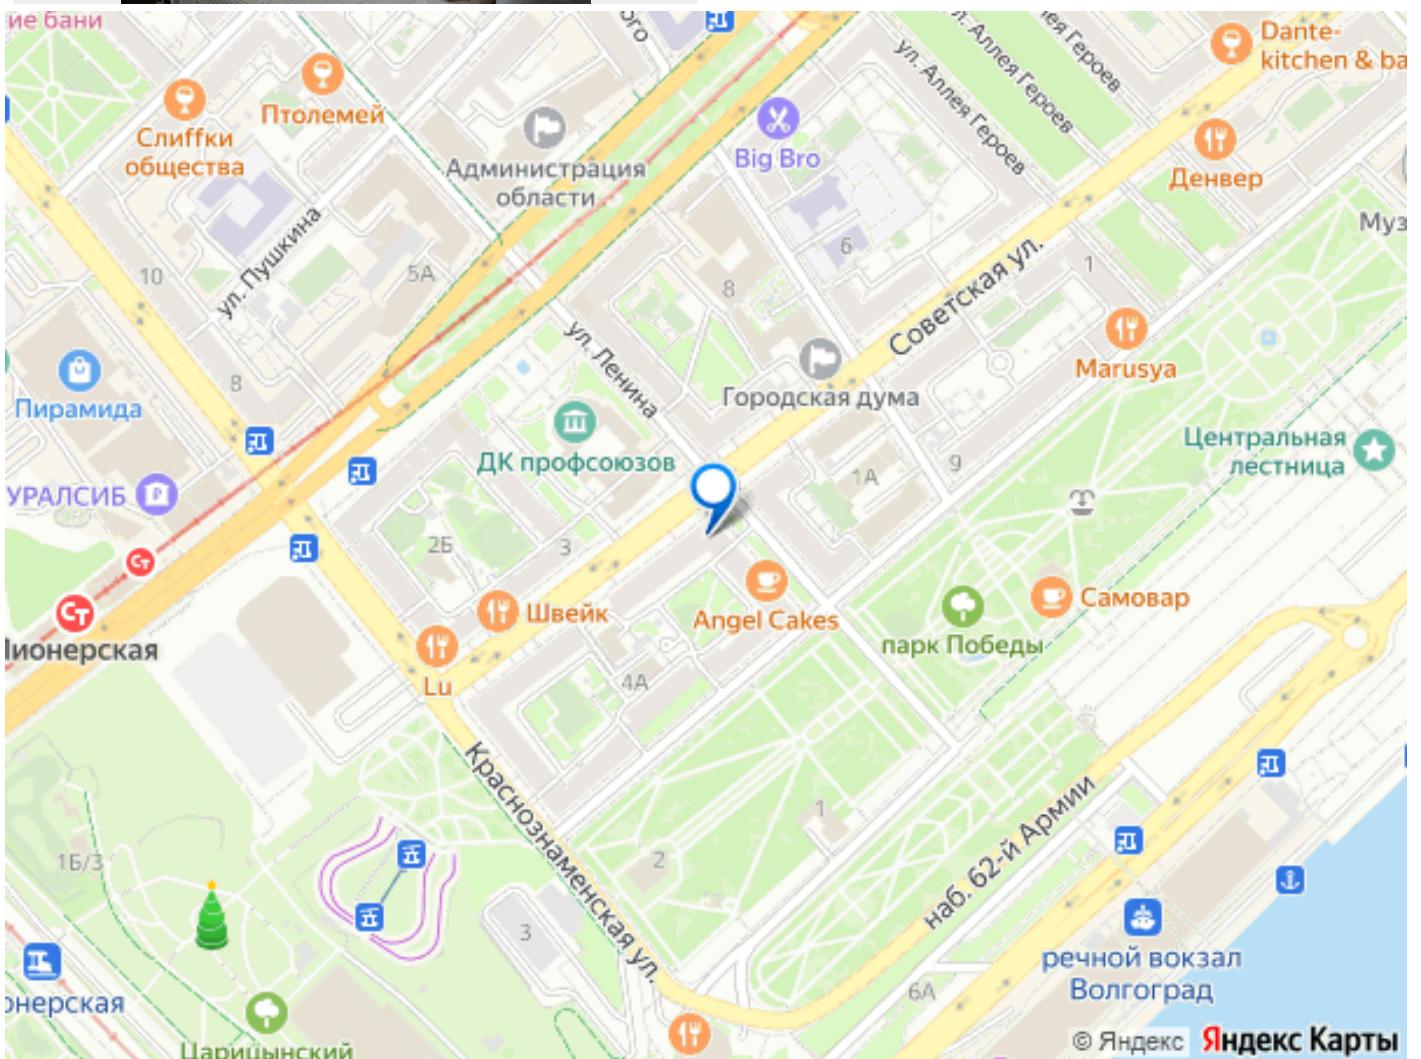 ие бани
ого
ул. Аллея Героев
ул. Аллея Героев
Dante-
kitchen & ba
Птолемей
Слиffки
общества
Администрация
области
Big Bro
Денвер
Муз
10
ул. Пушкина
5А
6
1
8
Советская ул.
ул. Ленина
Marusya
Пирамида
8
Городская дума
Центральная
лестница
ДК профсоюзов
9
1А
УРАЛСИБ
2Б
3
Швейк
Angel Cakes
Самовар
парк Победы
Пионерская
Lu
4А
Краснознаменская ул.
наб. 62-й Армии
1
2
1Б/3
3
речной вокзал
Волгоград
6А
онерская
Царицынский
© Яндекс Яндекс Карты